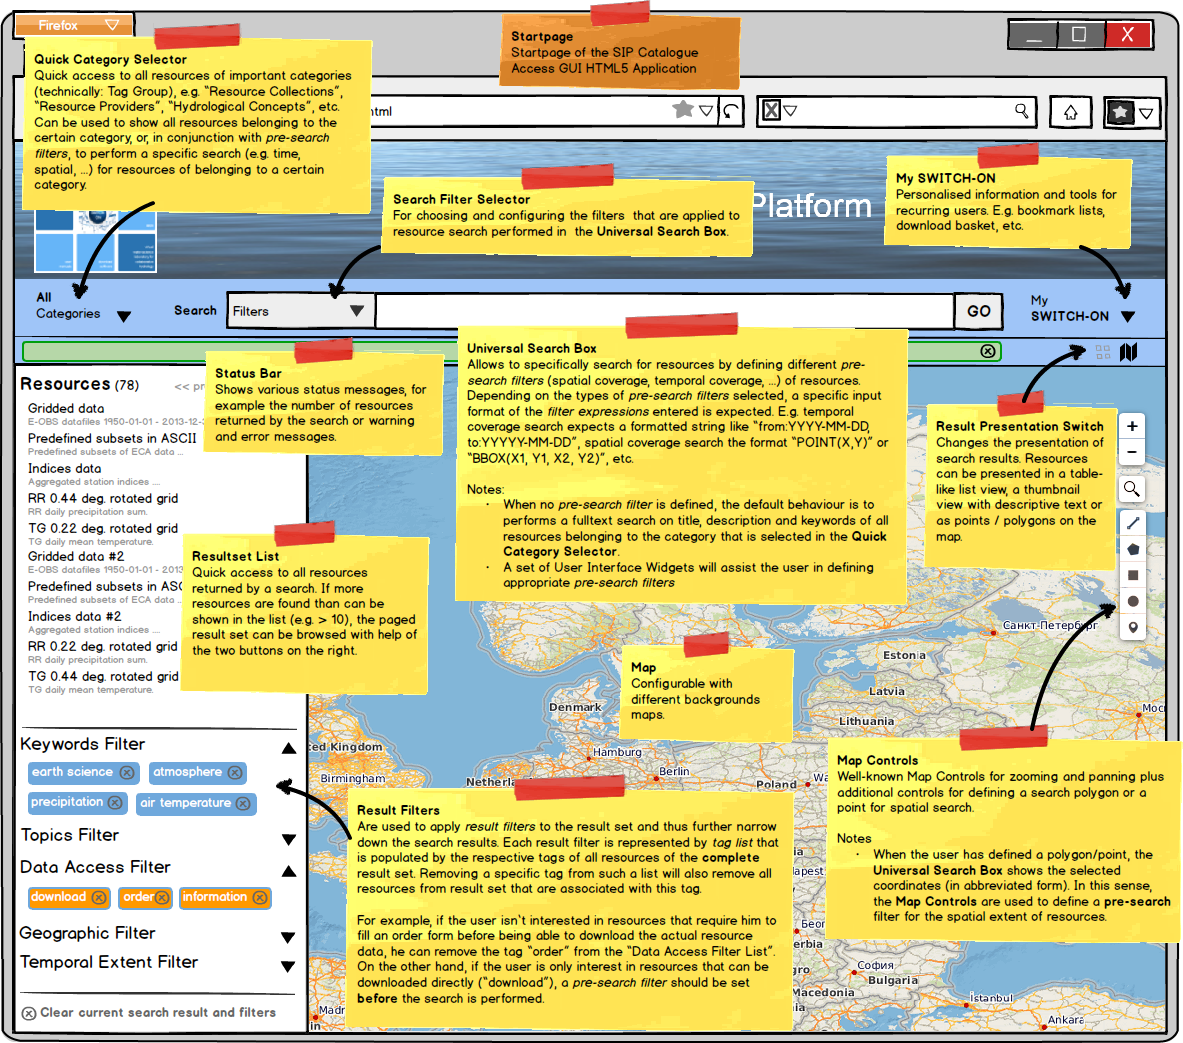 Firefox
Startpage
Startpage of the SIP Catalogue
Access GUI HTML5 Application
Quick Category Selector
Quick access to all resources of important categories
(technically: Tag Group), e.g. "Resource Collections",
"Resource Providers", "Hydrological Concepts", etc.
Can be used to show all resources belonging to the
certain category, or, in conjunction with pre-search
filters, to perform a specific search (e.g. time,
spatial, ...) for resources of belonging to a certain
category.
html
X
Search Filter Selector
For choosing and configuring the filters that are applied to
resource search performed in the Universal Search Box.
Platform
My SWITCH-ON
Personalised information and tools for
recurring users. E.g. bookmark lists,
download basket, etc.
All
Categories
Search
Filters
GO
My
SWITCH-ON
Status Bar
Shows various status messages, for
example the number of resources
returned by the search or warning
and error messages.
Universal Search Box
Allows to specifically search for resources by defining different pre-
search filters (spatial coverage, temporal coverage, ...) of resources.
Depending on the types of pre-search filters selected, a specific input
format of the filter expressions entered is expected. E.g. temporal
coverage search expects a formatted string like "from:YYYY-MM-DD,
to:YYYYY-MM-DD", spatial coverage search the format "POINT(X,Y)" or
"BBOX(X1, Y1, X2, Y2)", etc.
Notes:
· When no pre-search filter is defined, the default behaviour is to
performs a fulltext search on title, description and keywords of all
resources belonging to the category that is selected in the Quick
Category Selector.
· A set of User Interface Widgets will assist the user in defining
appropriate pre-search filters
Result Presentation Switch
Changes the presentation of
search results. Resources
can be presented in a table-
like list view, a thumbnail
view with descriptive text or
as points / polygons on the
map.
+
−
Resources (78)
<< pr
Gridded data
E-OBS datafiles 1950-01-01 - 2013-12-3
Predefined subsets in ASCII
Predefined subsets of ECA data ...
Indices data
Aggregated station indices ....
RR 0.44 deg. rotated grid
RR daily precipitation sum.
TG 0.22 deg. rotated grid
TG daily mean temperature.
Gridded data #2
E-OBS datafiles 1950-01-01 - 2013
Predefined subsets in ASC
Predefined subsets of ECA data ..
Indices data #2
Aggregated station indices ....
RR 0.22 deg. rotated grid
RR daily precipitation sum.
TG 0.44 deg. rotated grid
TG daily mean temperature.
Resultset List
Quick access to all resources
returned by a search. If more
resources are found than can be
shown in the list (e.g. > 10), the paged
result set can be browsed with help of
the two buttons on the right.
Map
Configurable with
different backgrounds
maps.
Санкт-Петербург
Estonia
Latvia
Lithuania
Denmark
Hamburg
Berlin
Poland
Wa
Мос
ed Kingdom
Birmingham
Netherla
Keywords Filter
earth science
atmosphere
precipitation
air temperature
Topics Filter
Data Access Filter
download
order
information
Geographic Filter
Temporal Extent Filter
Clear current search result and filters
Result Filters
Are used to apply result filters to the result set and thus further narrow
down the search results. Each result filter is represented by tag list that
is populated by the respective tags of all resources of the complete
result set. Removing a specific tag from such a list will also remove all
resources from result set that are associated with this tag.
For example, if the user isn't interested in resources that require him to
fill an order form before being able to download the actual resource
data, he can remove the tag "order" from the "Data Access Filter List".
On the other hand, if the user is only interest in resources that can be
downloaded directly ("download"), a pre-search filter should be set
before the search is performed.
Map Controls
Well-known Map Controls for zooming and panning plus
additional controls for defining a search polygon or a
point for spatial search.
Notes
· When the user has defined a polygon/point, the
Universal Search Box shows the selected
coordinates (in abbreviated form). In this sense,
the Map Controls are used to define a pre-search
filter for the spatial extent of resources.
apest
Беог
erbia
gro
София
Bulgaria
Macedonia
İstanbul
Ankara
Madr
in